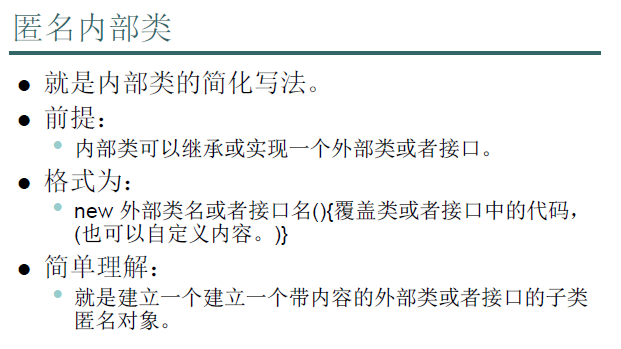 匿名内部类
就是内部类的简化写法。
前提：
内部类可以继承或实现一个外部类或者接口。
格式为：
new 外部类名或者接口名(){覆盖类或者接口中的代码，
(也可以自定义内容。)}
简单理解：
就是建立一个建立一个带内容的外部类或者接口的子类
匿名对象。